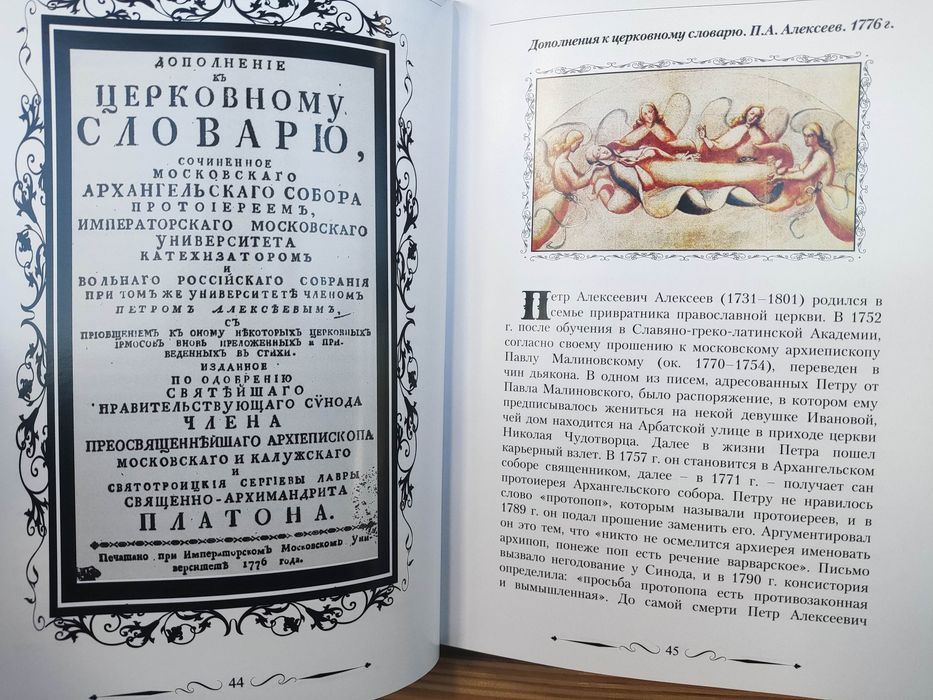 ДОПОЛНЕНІЕ
КЪ
ЦЕРКОВНОМУ
СЛОВАРЮ,
СОЧИНЕННОЕ
МОСКОВСКАГО
АРХАНГЕЛЬСКАГО СОБОРА
ПРОТОІЕРЕЕМЪ,
ИМПЕРАТОРСКАГО МОСКОВСКАГО
УНИВЕРСИТЕТА
КАТЕХИЗАТОРОМЪ
И
ВОЛЬНАГО РОССІЙСКАГО СОБРАНІЯ
ПРИ ТОМЪ ЖЕ УНИВЕРСИТЕТѢ ЧЛЕНОМЪ
ПЕТРОМЪ АЛЕКСѢЕВЫМЪ,
СЪ
ПРІОБЩЕНІЕМЪ КЪ ОНОМУ НѢКОТОРЫХЪ ЦЕРКОВНЫХЪ
ІРМОСОВЪ ВНОВЬ ПРЕЛОЖЕННЫХЪ И ПРИ-
ВЕДЕННЫХЪ ВЪ СТИХИ.
ИЗДАННОЕ
ПО ОДОБРЕНІЮ
СВЯТѢЙШАГО
ПРАВИТЕЛЬСТВУЮЩАГО СѴНОДА
ЧЛЕНА
ПРЕОСВЯЩЕННѢЙШАГО АРХІЕПИСКОПА
МОСКОВСКАГО И КАЛУЖСКАГО
И
СВЯТОТРОИЦКІЯ СЕРГІЕВЫ ЛАВРЫ
СВЯЩЕННО-АРХИМАНДРИТА
ПЛАТОНА.
Печатано при Императорскомъ Московскомъ Уни-
верситетѣ 1776 года.
44
Дополнения к церковному словарю. П.А. Алексеев. 1776 г.
Петр Алексеевич Алексеев (1731–1801) родился в
семье привратника православной церкви. В 1752
г. после обучения в Славяно-греко-латинской Академии,
согласно своему прошению к московскому архиепископу
Павлу Малиновскому (ок. 1770–1754), переведен в
чин дьякона. В одном из писем, адресованных Петру от
Павла Малиновского, было распоряжение, в котором ему
предписывалось жениться на некой девушке Ивановой,
чей дом находится на Арбатской улице в приходе церкви
Николая Чудотворца. Далее в жизни Петра пошел
карьерный взлет. В 1757 г. он становится в Архангельском
соборе священником, далее – в 1771 г. – получает сан
протоиерея Архангельского собора. Петру не нравилось
слово «протопоп», которым называли протоиереев, и в
1789 г. он подал прошение заменить его. Аргументировал
он это тем, что «никто не осмелится архиерея именовать
архипоп, понеже поп есть речение варварское». Письмо
вызвало негодование у Синода, и в 1790 г. консистория
определила: «просьба протопопа есть противозаконная
и вымышленная». До самой смерти Петр Алексеевич
45